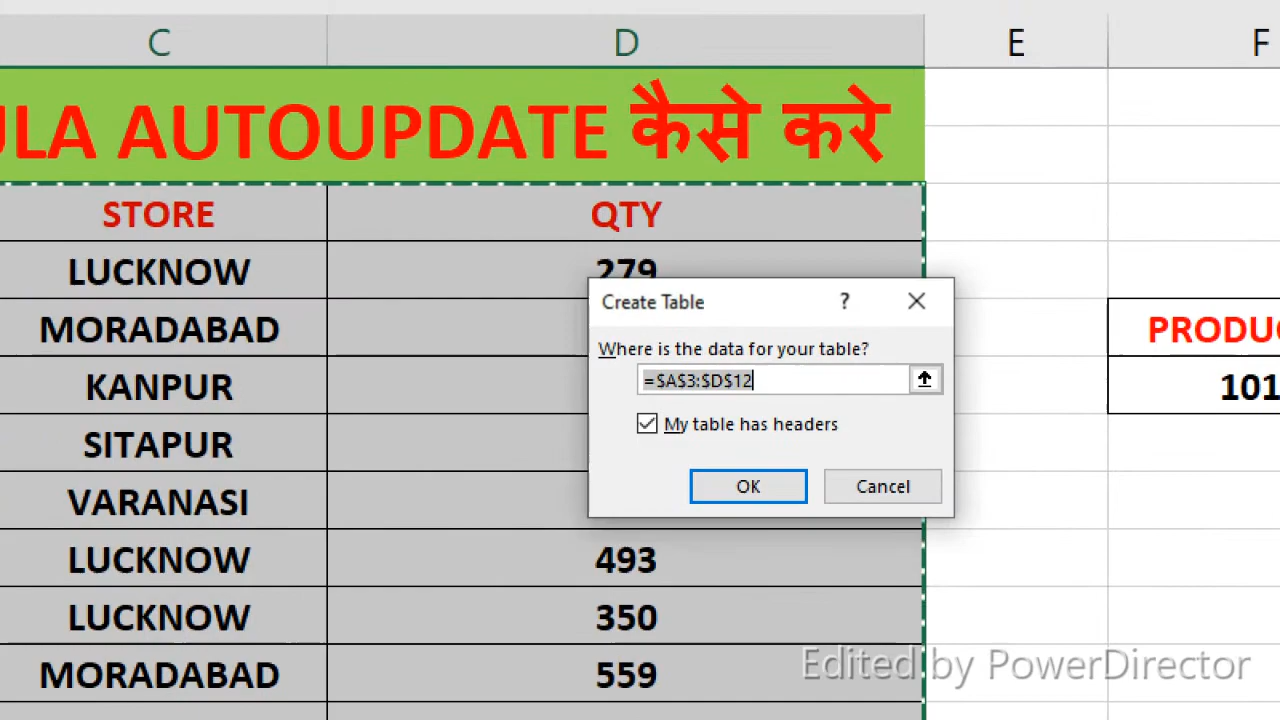 C D E F
ULA AUTOUPDATE कैसे करे
STORE QTY
LUCKNOW 279
MORADABAD
KANPUR
SITAPUR
VARANASI
LUCKNOW 493
LUCKNOW 350
MORADABAD 559
Create Table ?
Where is the data for your table?
=$A$3:$D$12
My table has headers
OK Cancel
101
Edited by PowerDirector